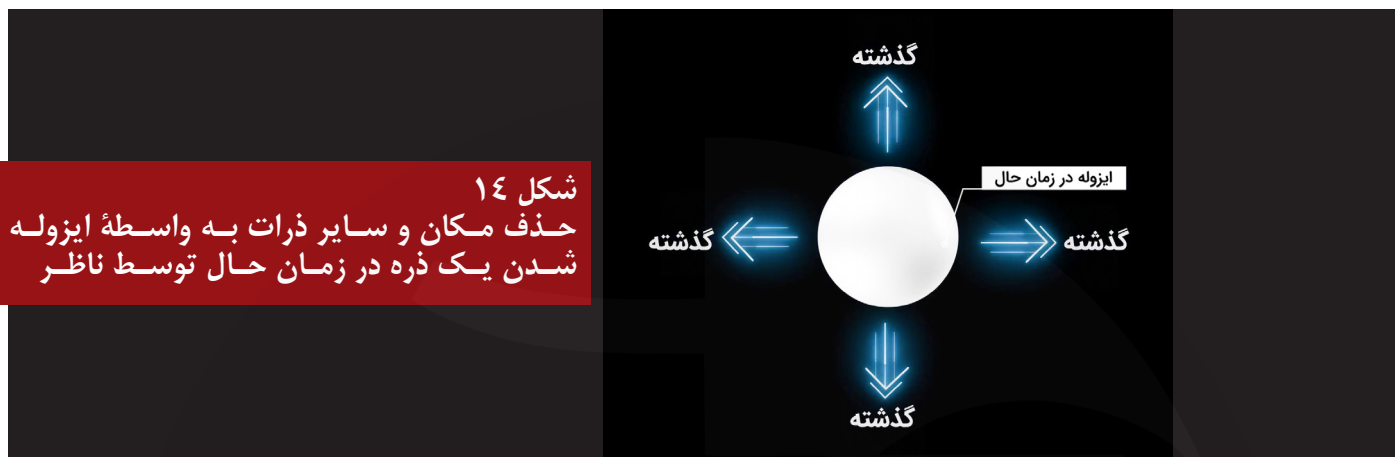 شکل ١٤
حذف مکان و سایر ذرات به واسطهٔ ایزوله
شدن یک ذره در زمان حال توسط ناظر
گذشته
ایزوله در زمان حال
گذشته
گذشته
گذشته